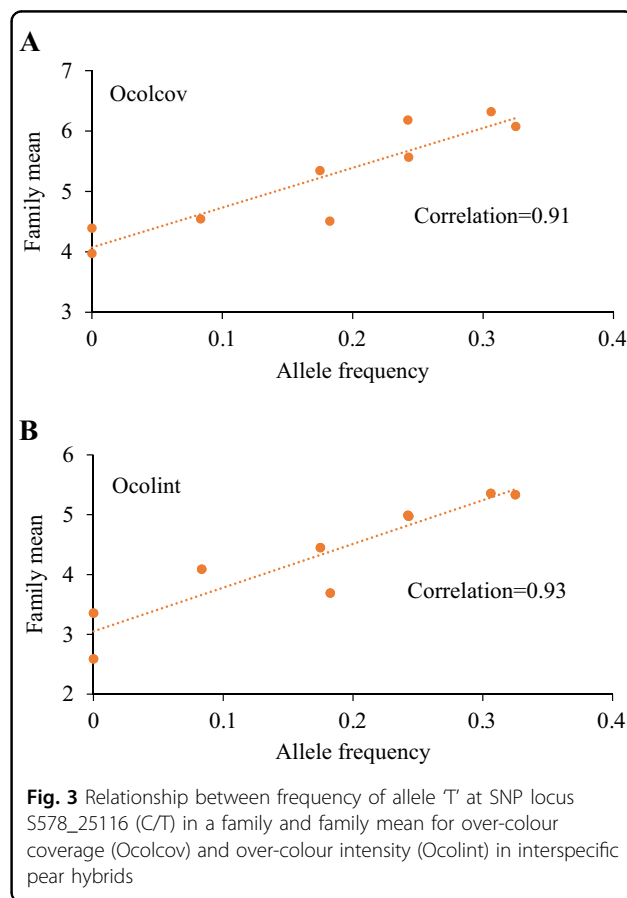 A
Ocolcov
7
6
5
4
3
Family mean
Correlation=0.91
0 0.1 0.2 0.3 0.4
Allele frequency
B
Ocolint
6
5
4
3
2
Family mean
Correlation=0.93
0 0.1 0.2 0.3 0.4
Allele frequency
Fig. 3 Relationship between frequency of allele ‘T’ at SNP locus
S578_25116 (C/T) in a family and family mean for over-colour
coverage (Ocolcov) and over-colour intensity (Ocolint) in interspecific
pear hybrids